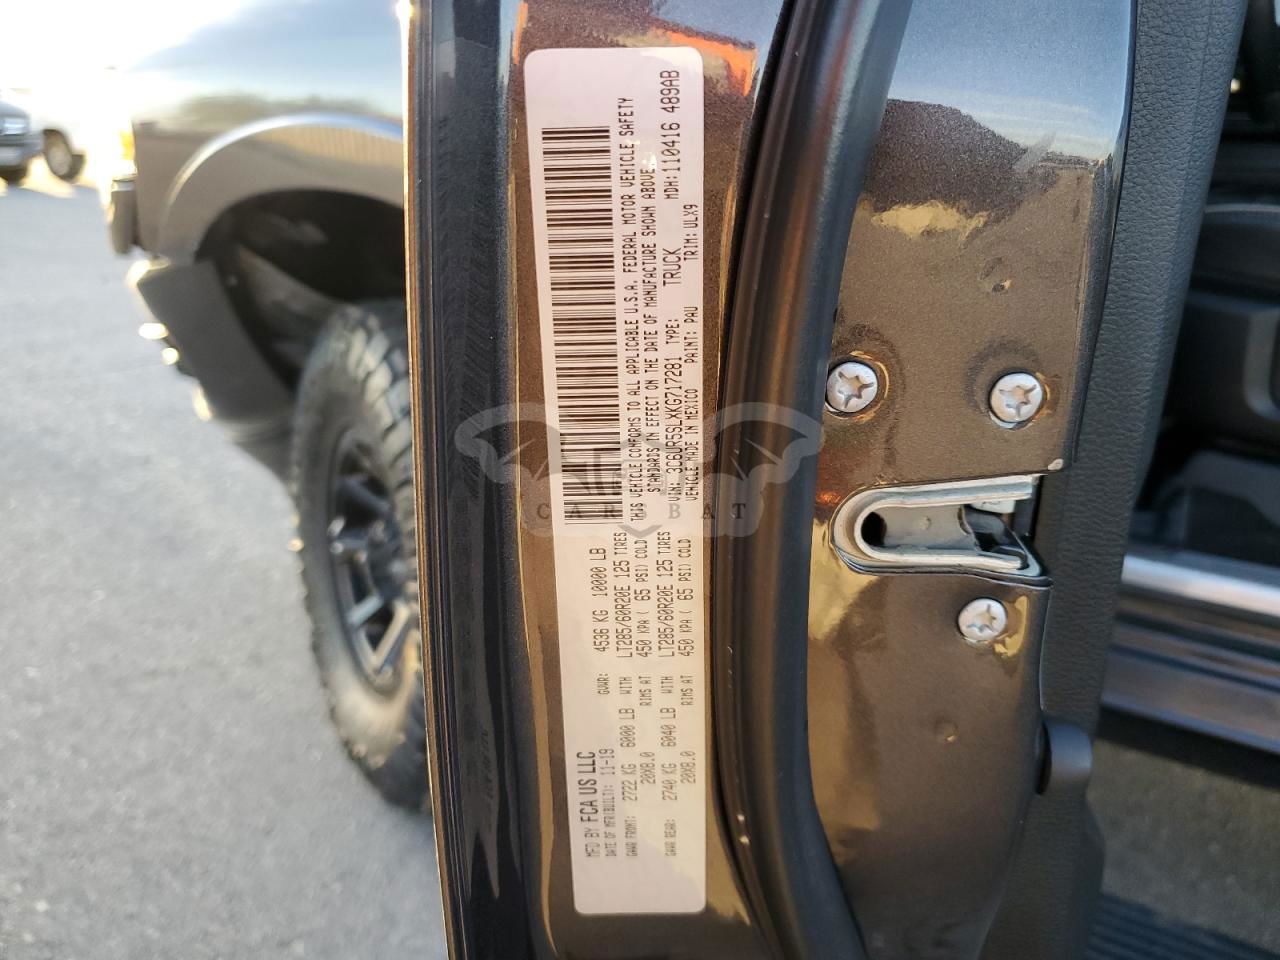 MFD BY FCA US LLC
DATE OF MFR(BUILT): 11-19 GVWR: 4536 KG 10000 LB
GAWR FRONT: 2722 KG 6000 LB WITH LT285/60R20E 125 TIRES
20X8.0 RIMS AT 450 KPA ( 65 PSI) COLD
GAWR REAR: 2740 KG 6040 LB WITH LT285/60R20E 125 TIRES
20X8.0 RIMS AT 450 KPA ( 65 PSI) COLD
THIS VEHICLE CONFORMS TO ALL APPLICABLE U.S.A. FEDERAL MOTOR VEHICLE SAFETY
STANDARDS IN EFFECT ON THE DATE OF MANUFACTURE SHOWN ABOVE.
VIN: 3C6UR5SLXKG717281 TYPE: TRUCK MDH:110416 489AB
VEHICLE MADE IN MEXICO PAINT: PAU TRIM: ULX9
CARSBAT